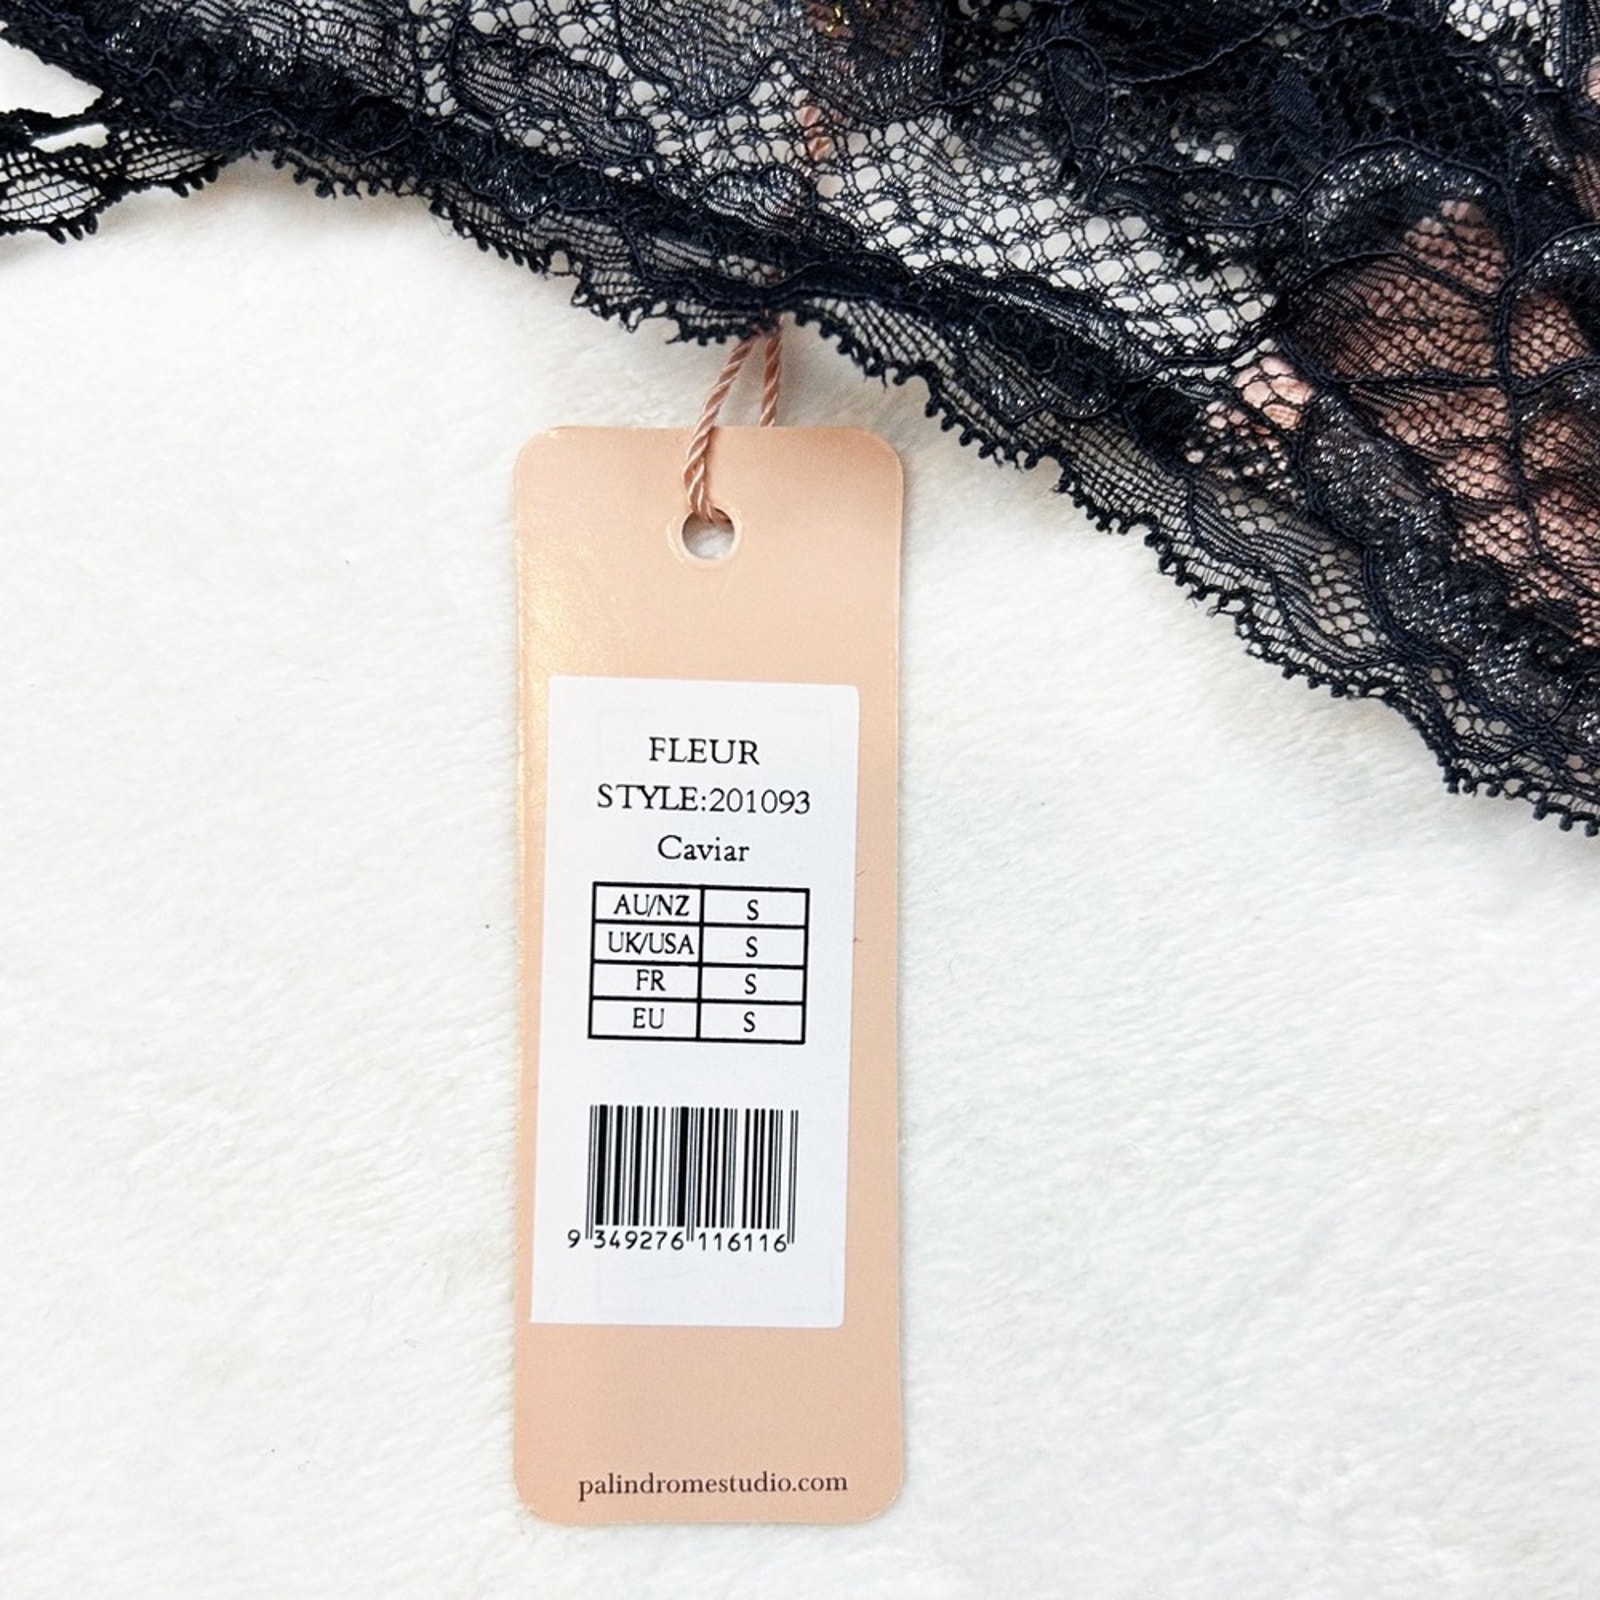 FLEUR
STYLE:201093
Caviar
AU/NZ S
UK/USA S
FR S
EU S
9 349276 116116
palindromestudio.com